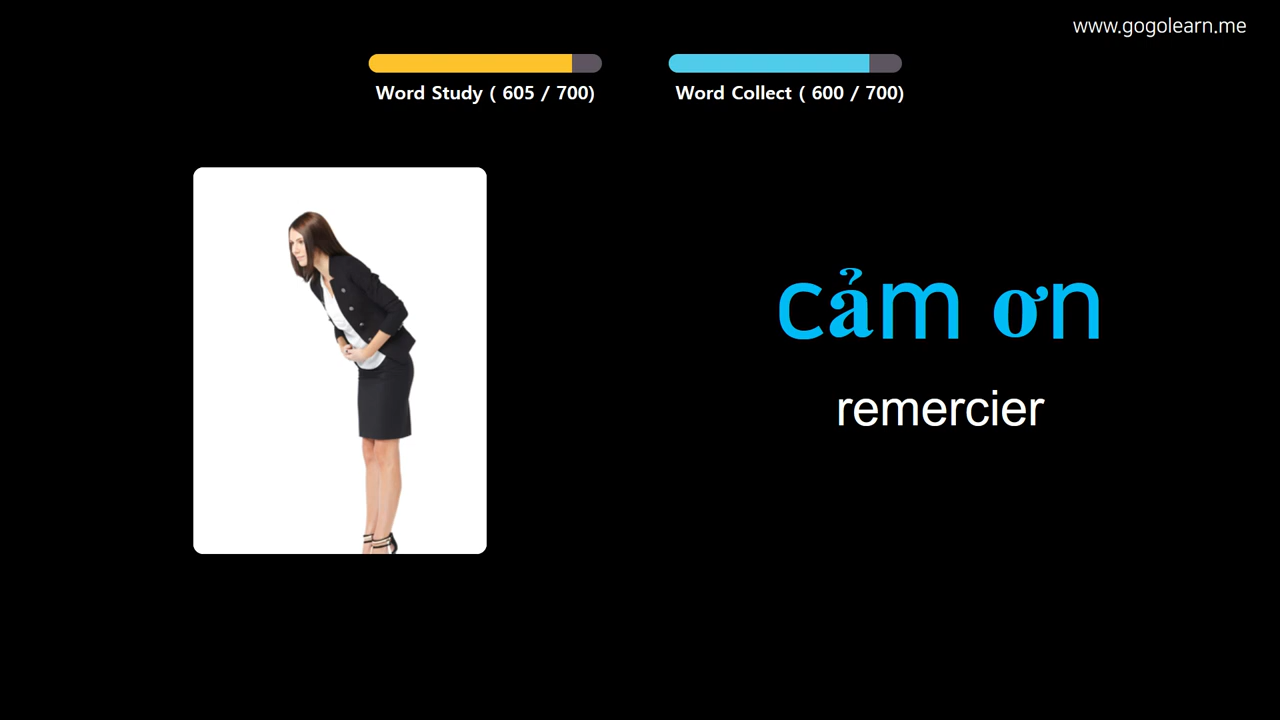 www.gogolearn.me
Word Study ( 605 / 700)
Word Collect ( 600 / 700)
cảm ơn
remercier